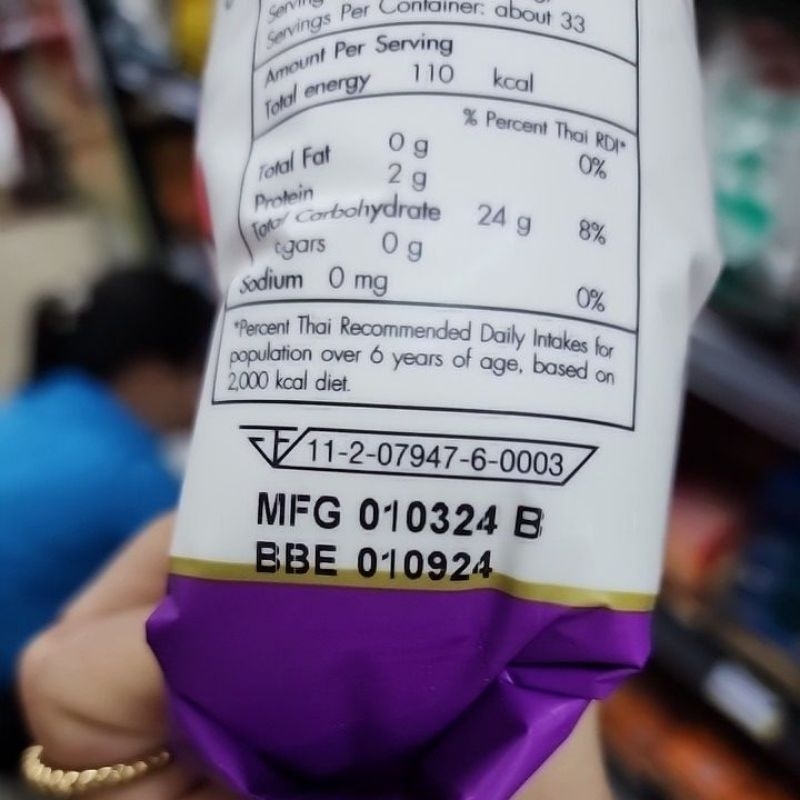 Serving
Servings Per Container: about 33
Amount Per Serving
Total energy 110 kcal
% Percent Thai RDI*
Total Fat 0 g 0%
Protein 2 g
Total Carbohydrate 24 g 8%
gars 0 g
Sodium 0 mg 0%
*Percent Thai Recommended Daily Intakes for
population over 6 years of age, based on
2,000 kcal diet.
11-2-07947-6-0003
MFG 010324 B
BBE 010924